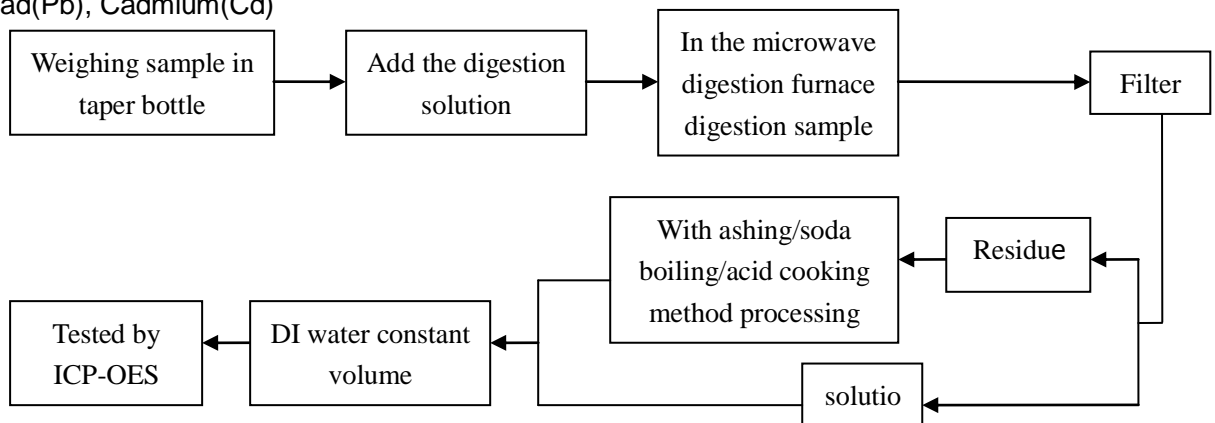 ad(Pb), Cadmium(Cd)
Weighing sample in
taper bottle
Add the digestion
solution
In the microwave
digestion furnace
digestion sample
Filter
With ashing/soda
boiling/acid cooking
method processing
Residue
Tested by
ICP-OES
DI water constant
volume
solutio